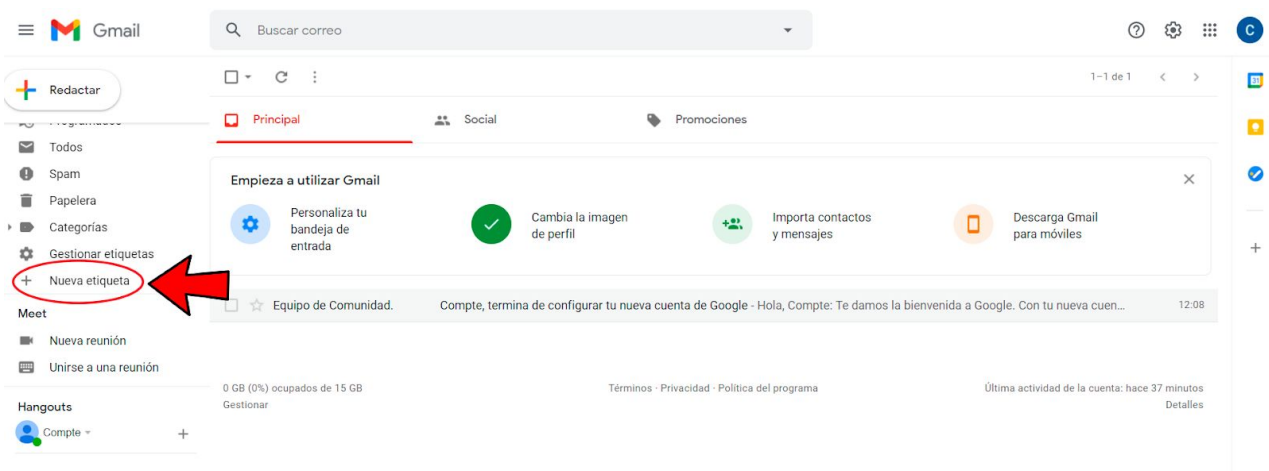 Gmail
Buscar correo
C
Redactar
1–1 de 1
31
Programados
Principal
Social
Promociones
Todos
Spam
Papelera
Categorías
Gestionar etiquetas
Nueva etiqueta
Empieza a utilizar Gmail
Personaliza tu
bandeja de
entrada
Cambia la imagen
de perfil
Importa contactos
y mensajes
Descarga Gmail
para móviles
Equipo de Comunidad. Compte, termina de configurar tu nueva cuenta de Google - Hola, Compte: Te damos la bienvenida a Google. Con tu nueva cuen... 12:08
Meet
Nueva reunión
Unirse a una reunión
0 GB (0%) ocupados de 15 GB
Gestionar
Términos · Privacidad · Política del programa
Última actividad de la cuenta: hace 37 minutos
Detalles
Hangouts
Compte